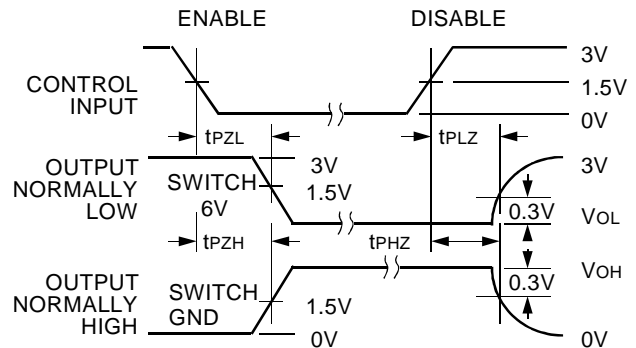 ENABLE DISABLE
3V
CONTROL
INPUT
1.5V
0V
tPZL tPLZ
OUTPUT
NORMALLY
LOW
SWITCH
6V
3V
1.5V
3V
0.3V
VOL
tPZH tPHZ
OUTPUT
NORMALLY
HIGH
SWITCH
GND
1.5V
0V
VOH
0.3V
0V